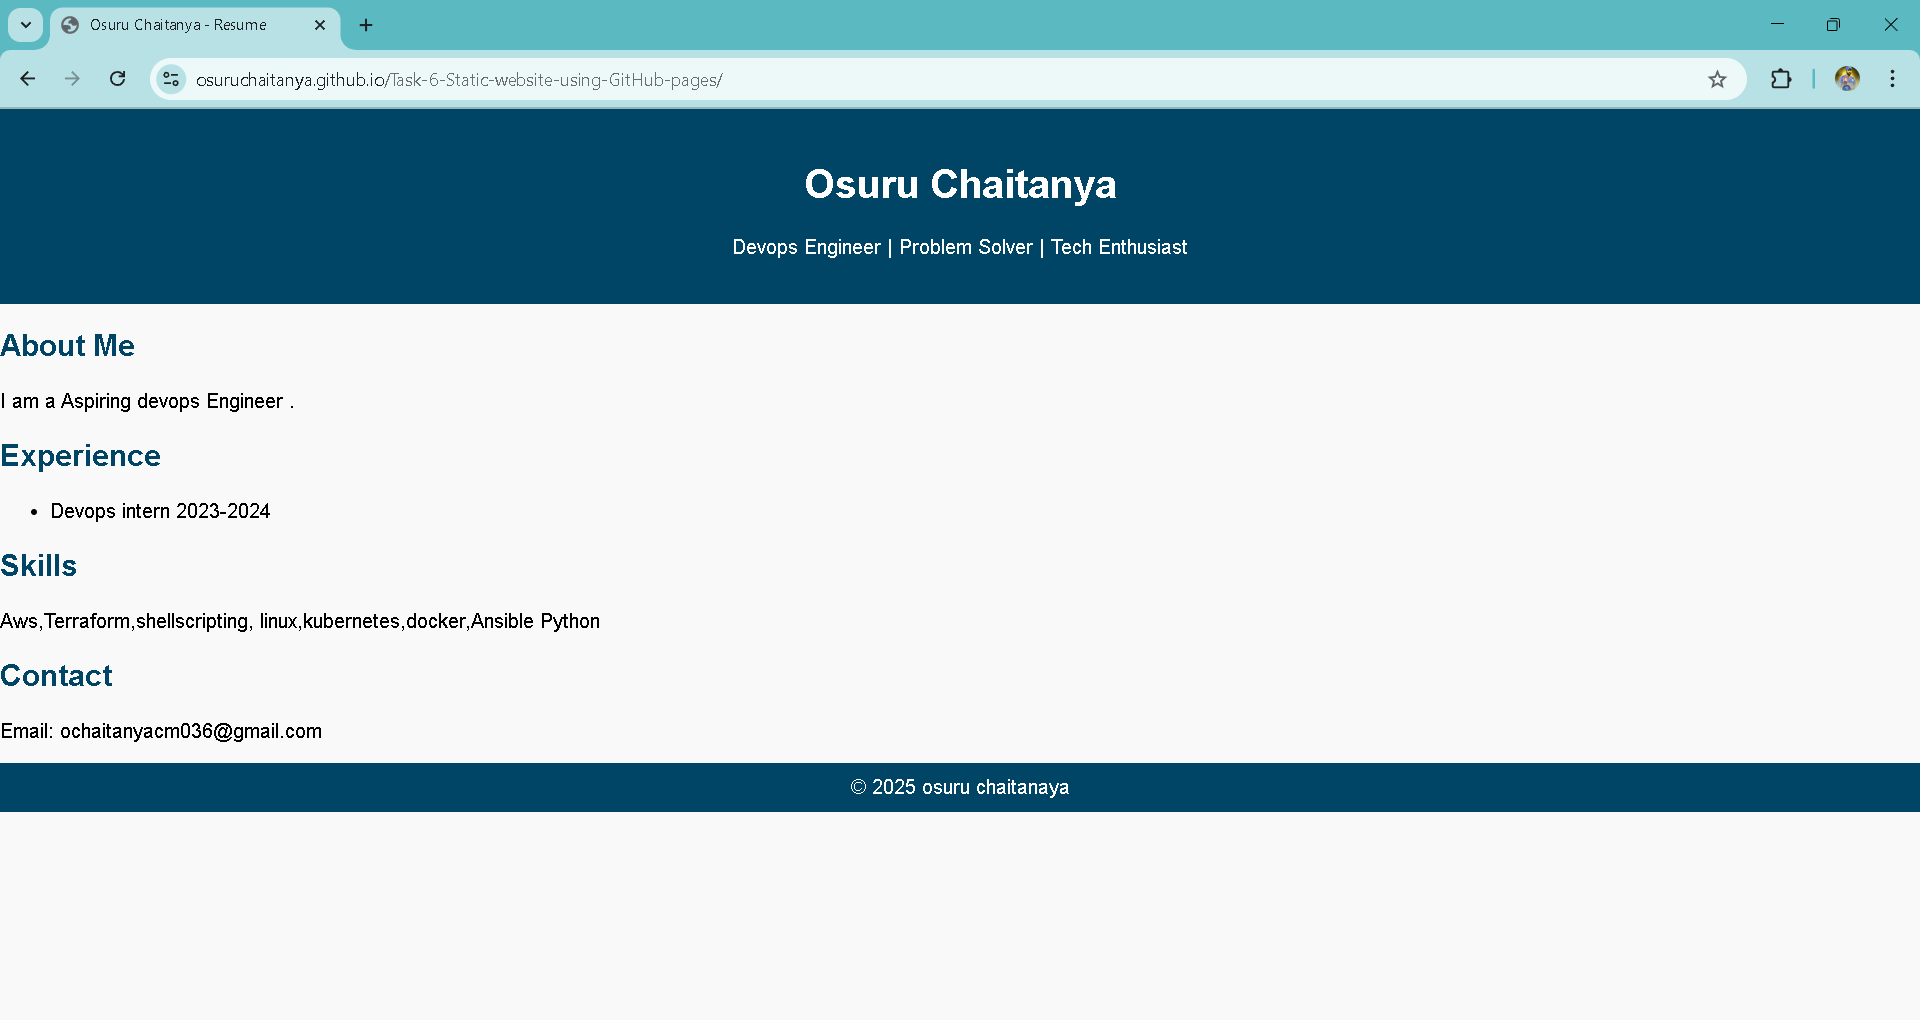 Osuru Chaitanya - Resume
osuruchaitanya.github.io/Task-6-Static-website-using-GitHub-pages/
Osuru Chaitanya
Devops Engineer | Problem Solver | Tech Enthusiast
About Me
I am a Aspiring devops Engineer .
Experience
• Devops intern 2023-2024
Skills
Aws,Terraform,shellscripting, linux,kubernetes,docker,Ansible Python
Contact
Email: ochaitanyacm036@gmail.com
© 2025 osuru chaitanaya